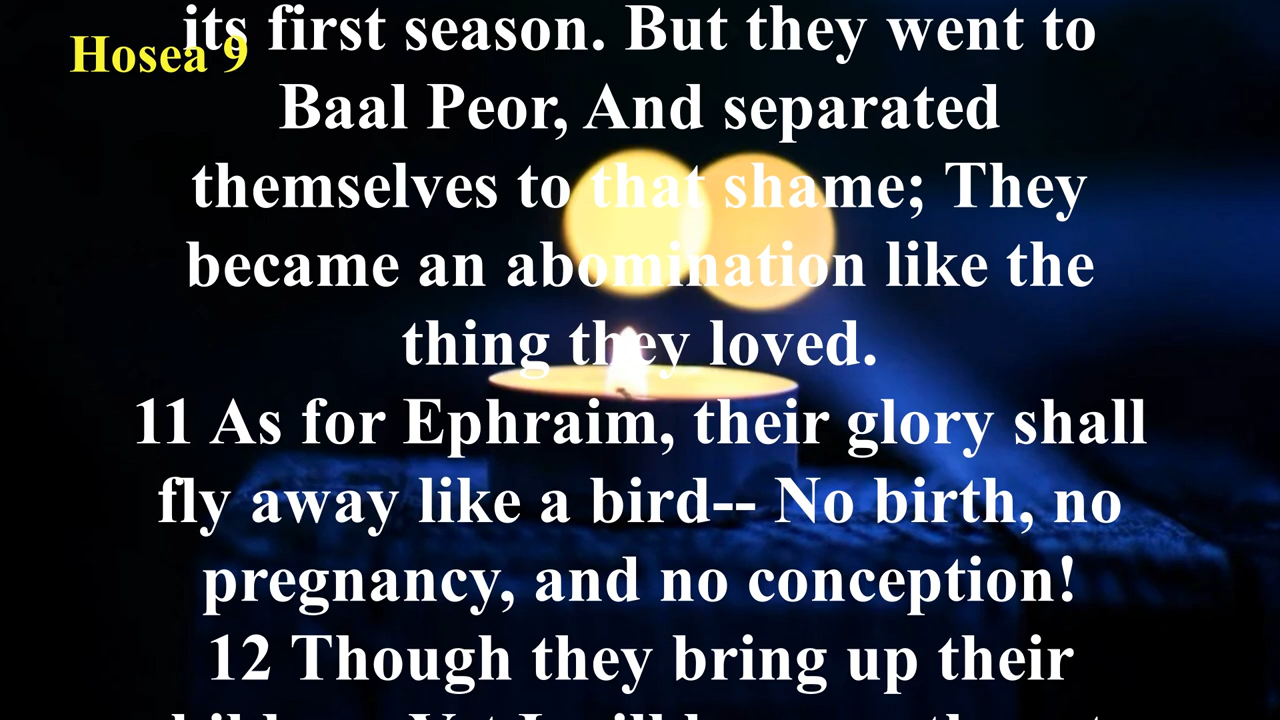 Hosea 9
its first season. But they went to
Baal Peor, And separated
themselves to that shame; They
became an abomination like the
thing they loved.
11 As for Ephraim, their glory shall
fly away like a bird-- No birth, no
pregnancy, and no conception!
12 Though they bring up their